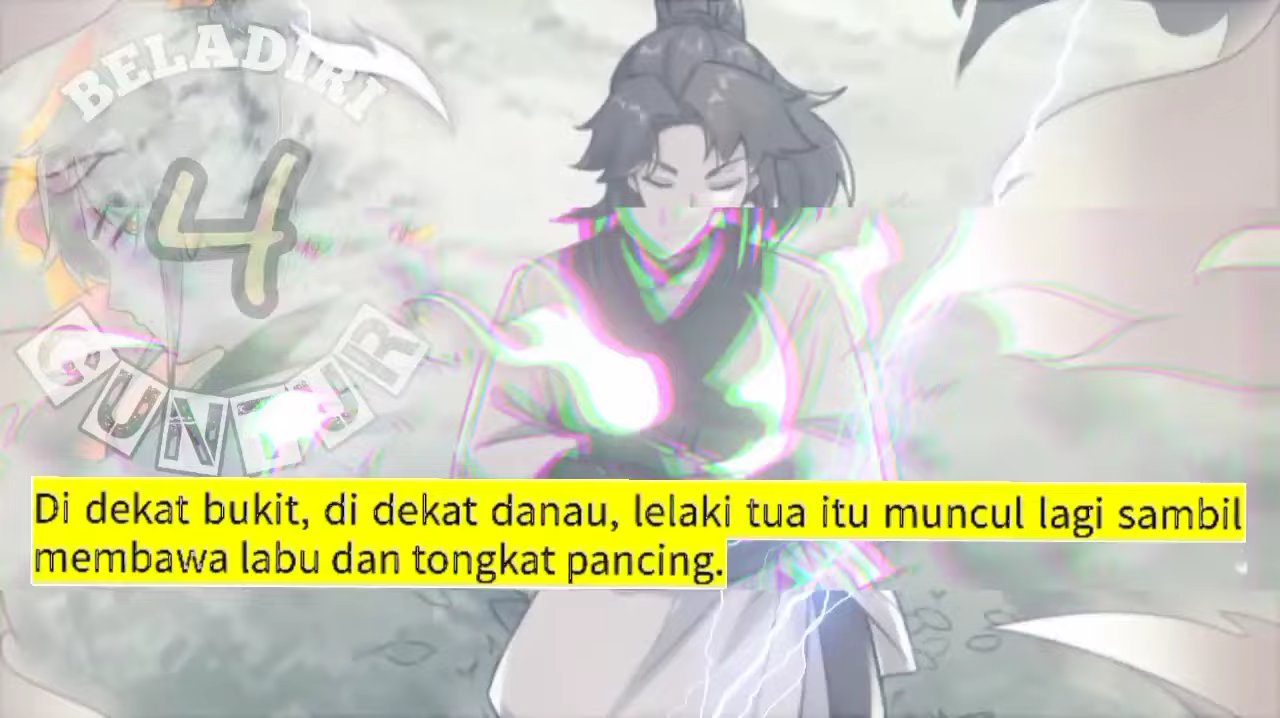 BELADIRI
4
GUNTUR
Di dekat bukit, di dekat danau, lelaki tua itu muncul lagi sambil
membawa labu dan tongkat pancing.